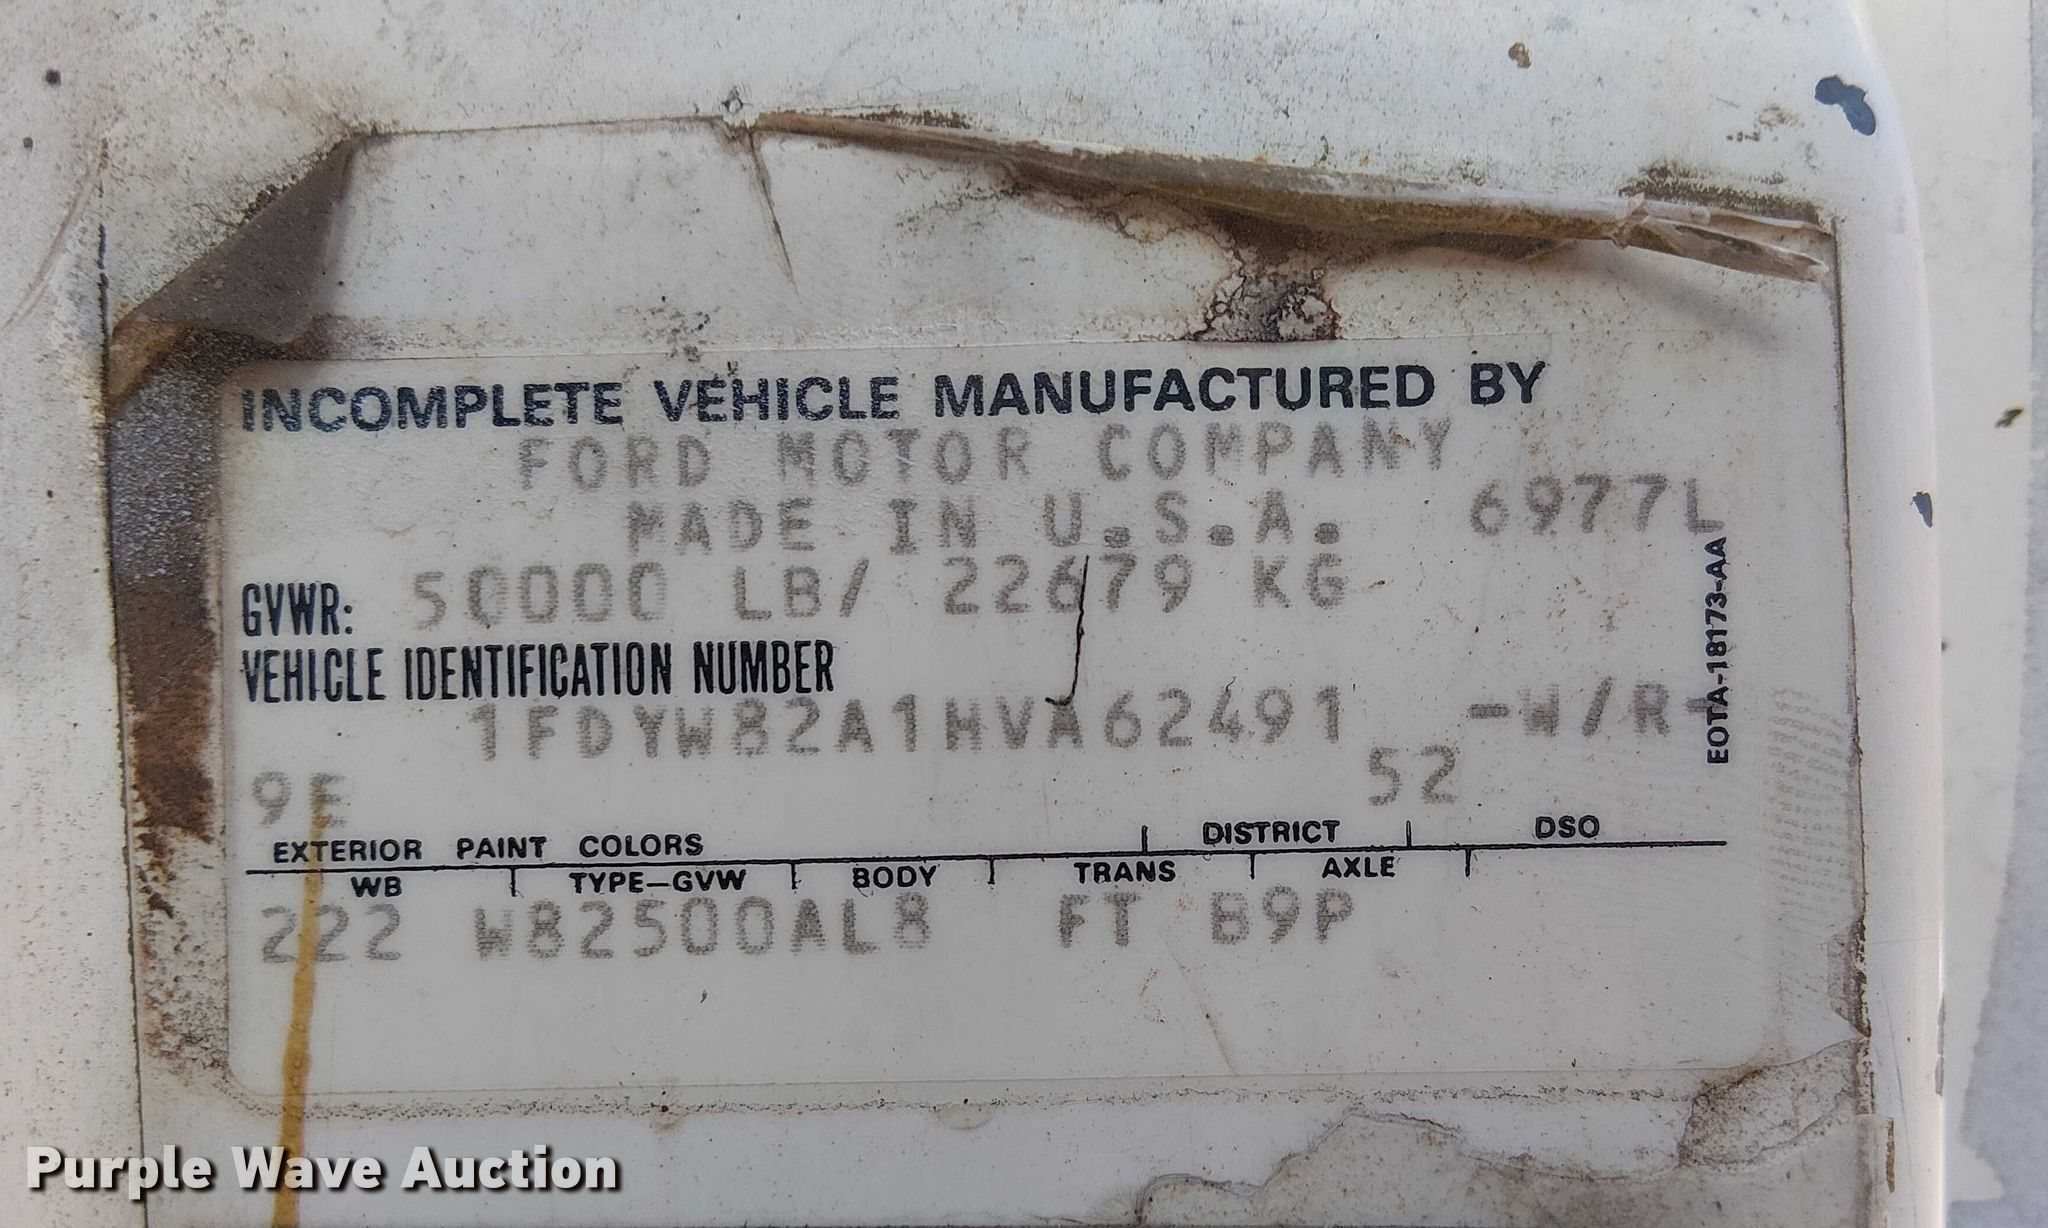 INCOMPLETE VEHICLE MANUFACTURED BY
FORD MOTOR COMPANY
MADE IN U.S.A. 6977L
GVWR: 50000 LB/ 22679 KG
VEHICLE IDENTIFICATION NUMBER
1FDYW82A1HVA62491 -W/R-
EOTA-18173-AA
9E 52
EXTERIOR PAINT COLORS DISTRICT DSO
WB TYPE-GVW BODY TRANS AXLE
222 W82500AL8 FT B9P
Purple Wave Auction